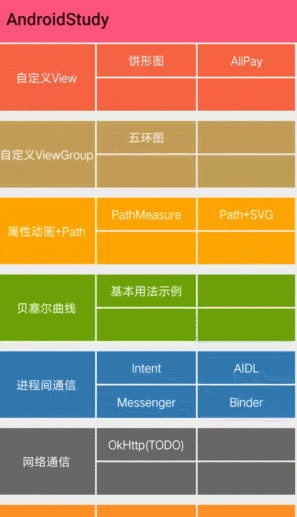 AndroidStudy
自定义View
饼形图
AliPay
自定义ViewGroup
五环图
属性动画+Path
PathMeasure
Path+SVG
贝塞尔曲线
基本用法示例
进程间通信
Intent
AIDL
Messenger
Binder
网络通信
OkHttp(TODO)